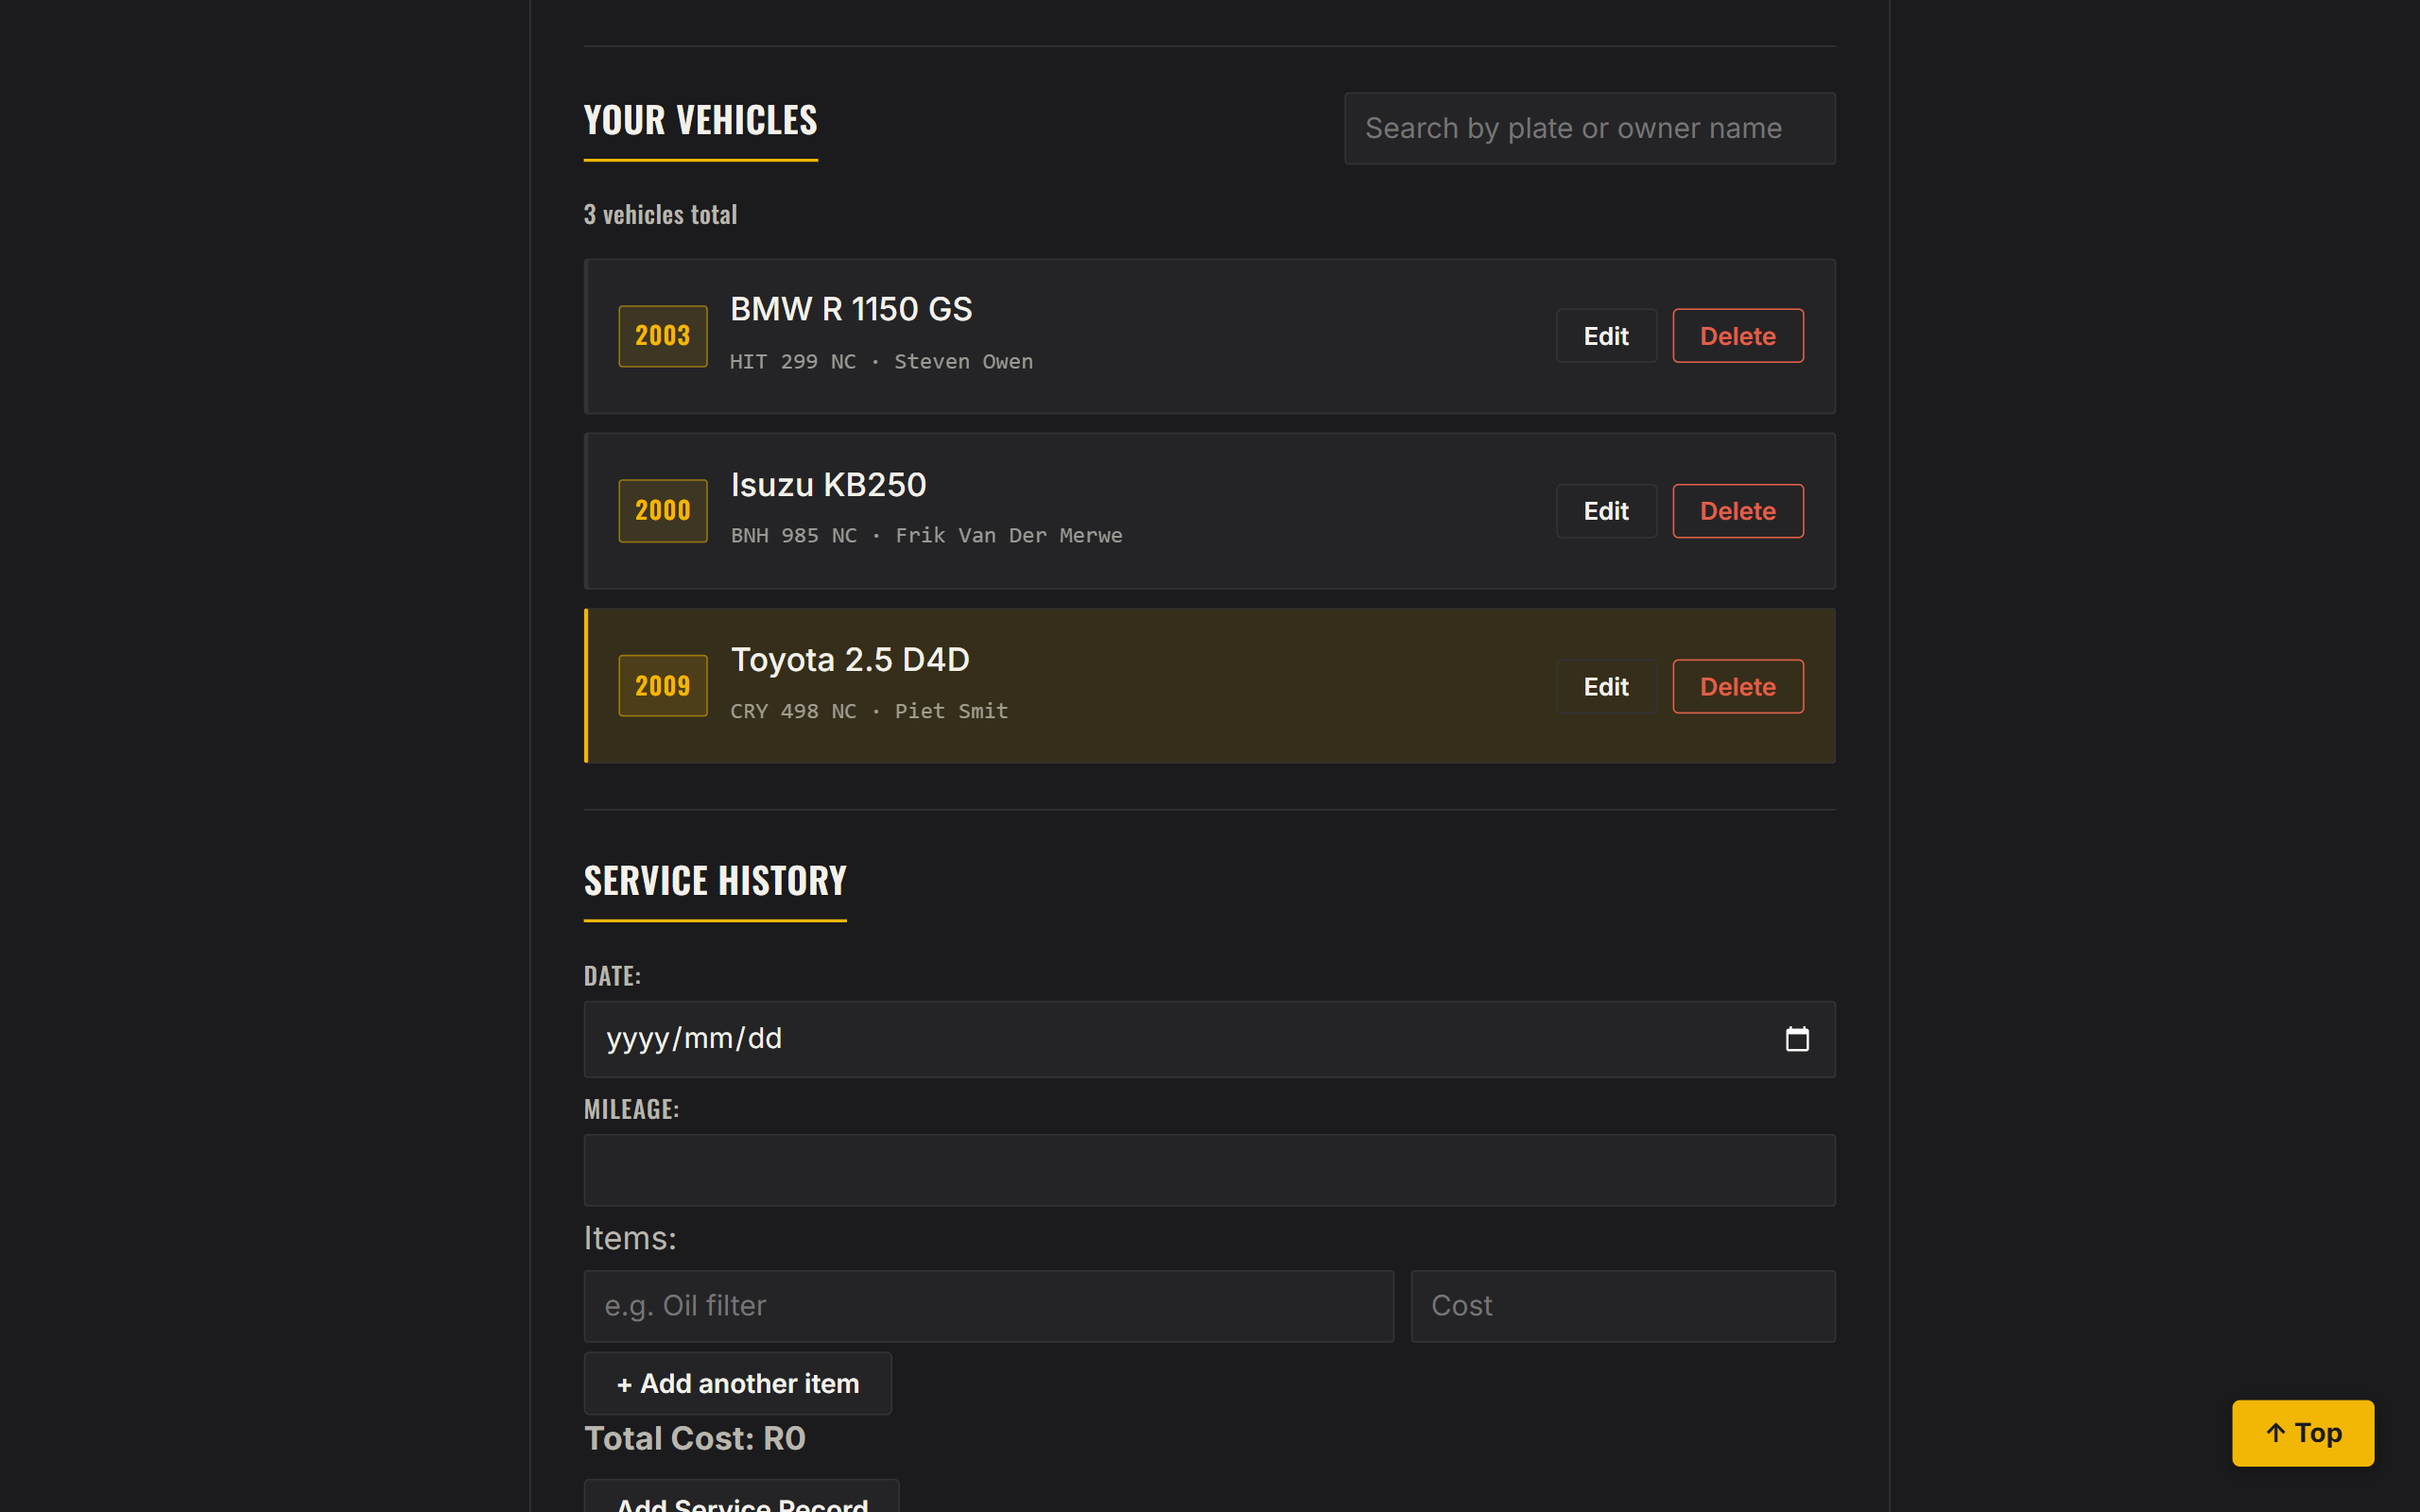 YOUR VEHICLES
Search by plate or owner name
3 vehicles total
2003
BMW R 1150 GS
HIT 299 NC · Steven Owen
Edit
Delete
2000
Isuzu KB250
BNH 985 NC · Frik Van Der Merwe
Edit
Delete
2009
Toyota 2.5 D4D
CRY 498 NC · Piet Smit
Edit
Delete
SERVICE HISTORY
DATE:
yyyy/mm/dd
MILEAGE:
Items:
e.g. Oil filter
Cost
+ Add another item
Total Cost: R0
Add Service Record
↑ Top